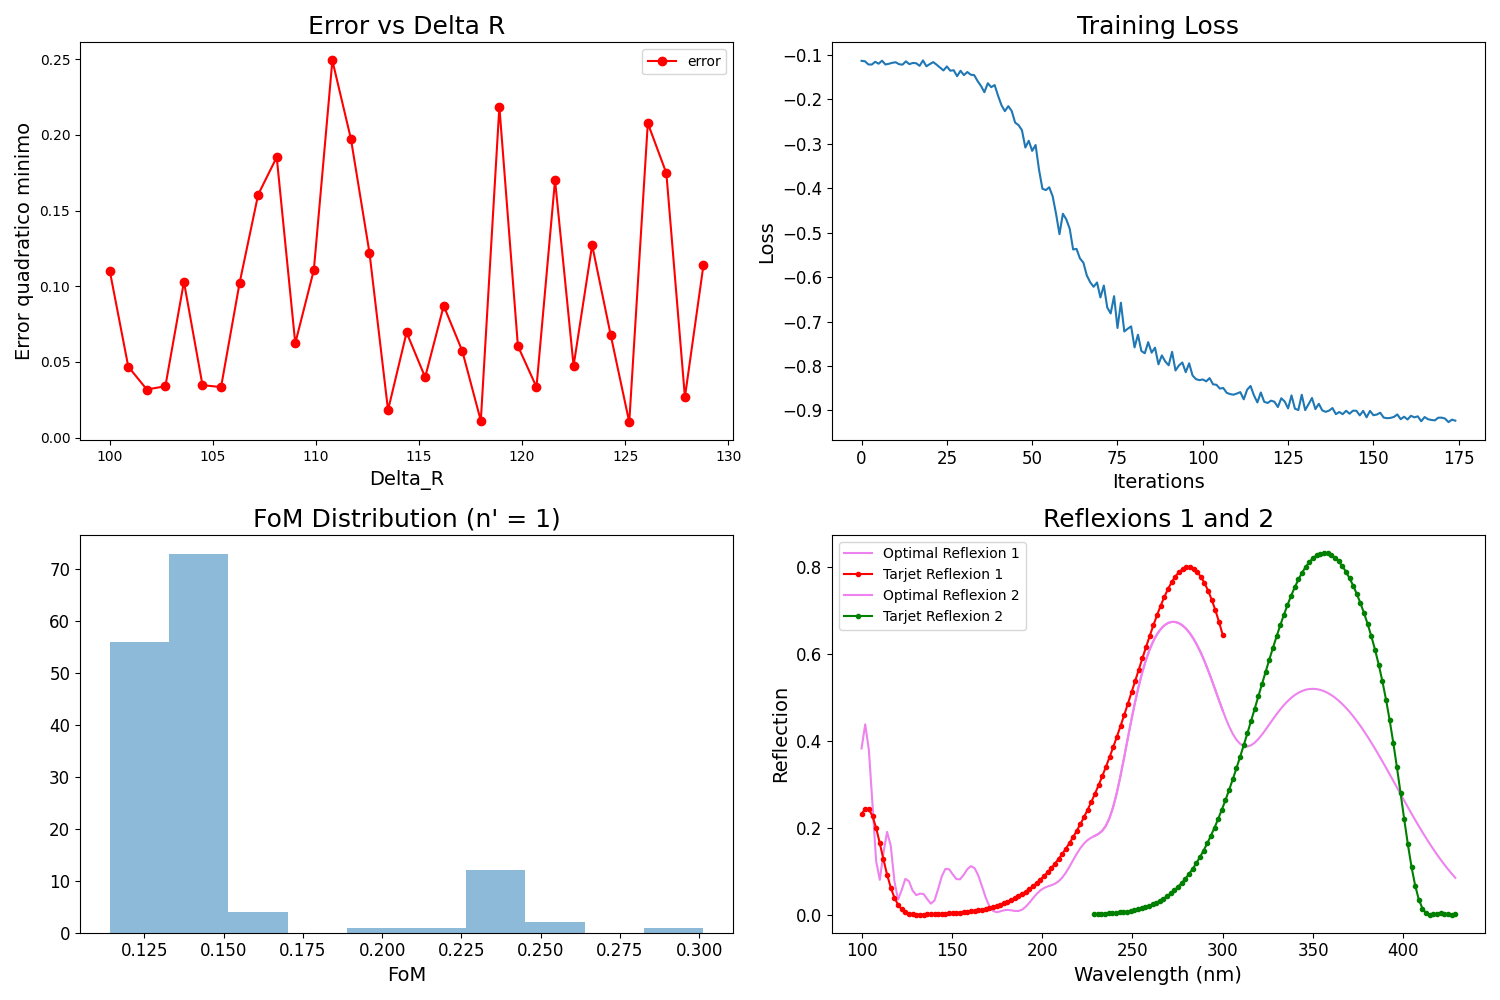 Error vs Delta R
error
Error quadratico minimo
0.25
0.20
0.15
0.10
0.05
0.00
100 105 110 115 120 125 130
Delta_R
Training Loss
Loss
−0.1
−0.2
−0.3
−0.4
−0.5
−0.6
−0.7
−0.8
−0.9
0 25 50 75 100 125 150 175
Iterations
FoM Distribution (n' = 1)
70
60
50
40
30
20
10
0
0.125 0.150 0.175 0.200 0.225 0.250 0.275 0.300
FoM
Reflexions 1 and 2
Optimal Reflexion 1
Tarjet Reflexion 1
Optimal Reflexion 2
Tarjet Reflexion 2
Reflection
0.8
0.6
0.4
0.2
0.0
100 150 200 250 300 350 400
Wavelength (nm)